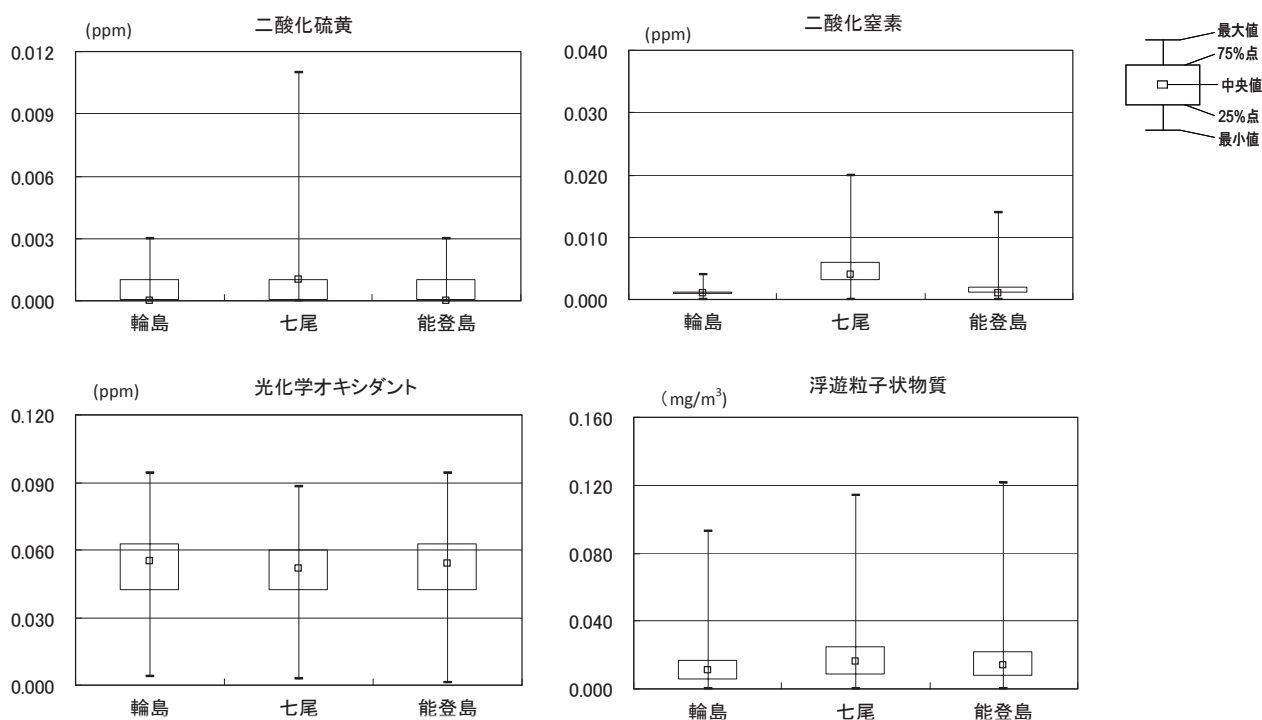 二酸化硫黄
(ppm)
0.012
0.009
0.006
0.003
0.000
輪島 七尾 能登島
二酸化窒素
(ppm)
0.040
0.030
0.020
0.010
0.000
輪島 七尾 能登島
最大値
75%点
中央値
25%点
最小値
光化学オキシダント
(ppm)
0.120
0.090
0.060
0.030
0.000
輪島 七尾 能登島
浮遊粒子状物質
(mg/m³)
0.160
0.120
0.080
0.040
0.000
輪島 七尾 能登島